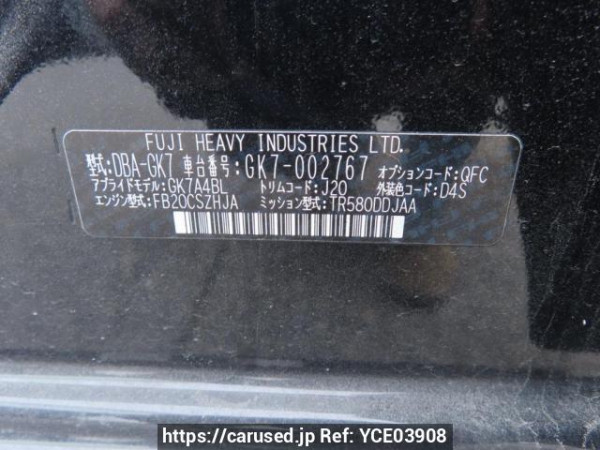 FUJI HEAVY INDUSTRIES LTD.
型式:DBA-GK7 車台番号:GK7-002767 オプションコード:QFC
アプライドモデル:GK7A4BL トリムコード:J20 外装色コード:D4S
エンジン型式:FB20CSZHJA ミッション型式:TR580DDJAA
https://carused.jp Ref: YCE03908